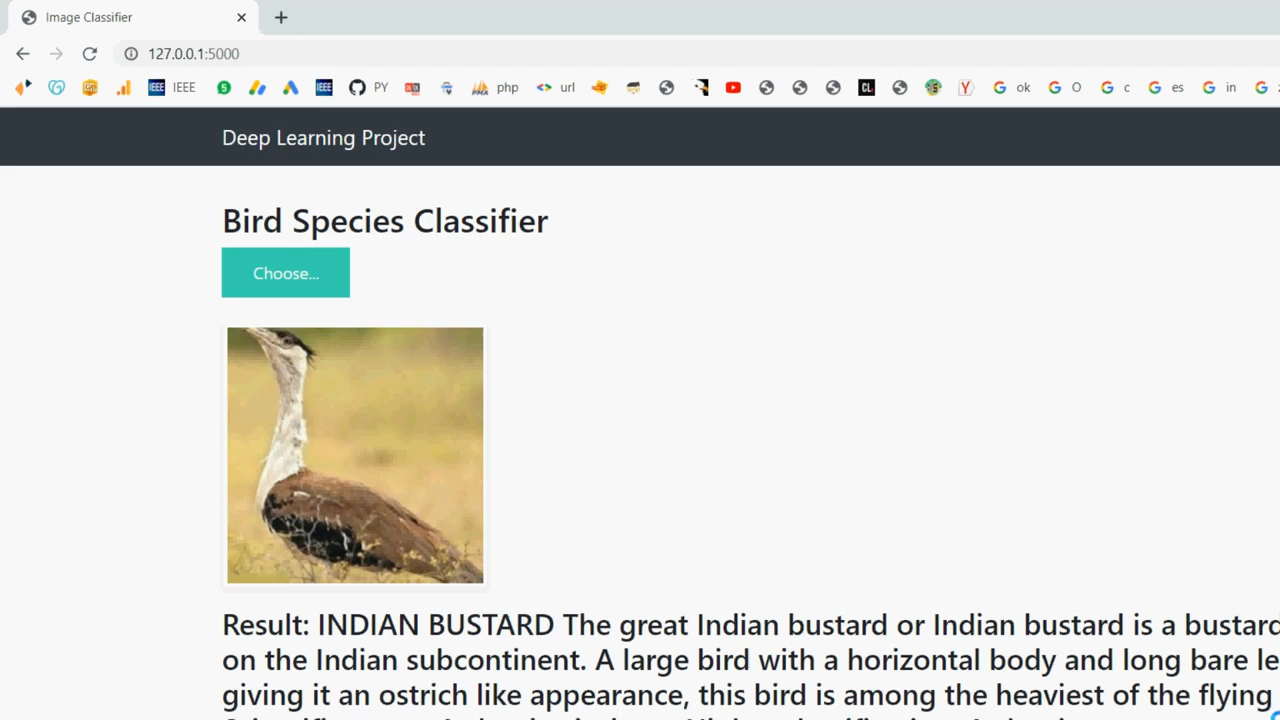 Image Classifier
127.0.0.1:5000
IEEE PY php url ok O c es in
Deep Learning Project
Bird Species Classifier
Choose...
Result: INDIAN BUSTARD The great Indian bustard or Indian bustard is a bustard
on the Indian subcontinent. A large bird with a horizontal body and long bare le
giving it an ostrich like appearance, this bird is among the heaviest of the flying